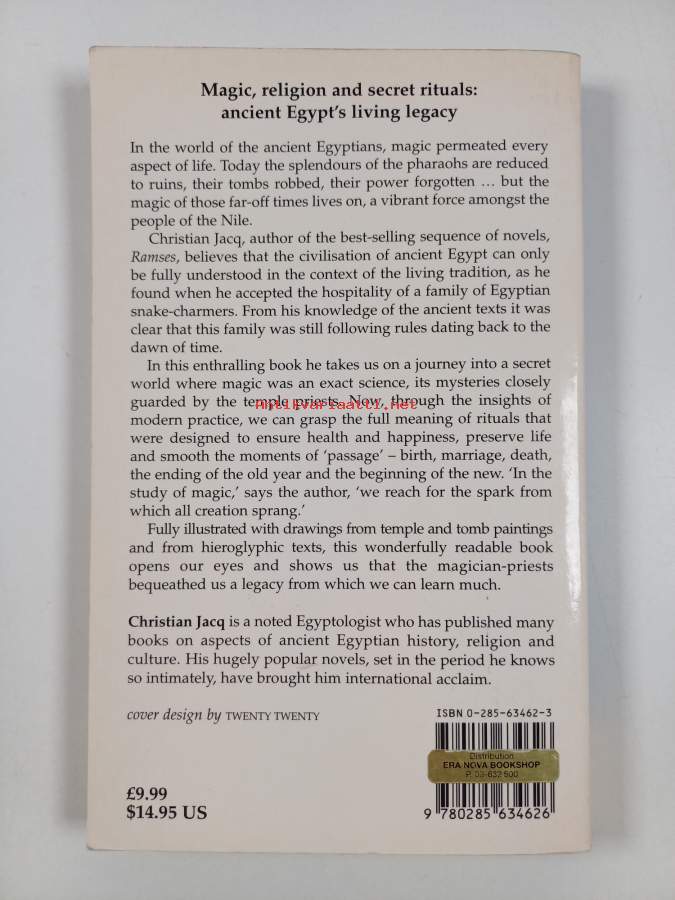 Magic, religion and secret rituals:
ancient Egypt's living legacy
In the world of the ancient Egyptians, magic permeated every
aspect of life. Today the splendours of the pharaohs are reduced
to ruins, their tombs robbed, their power forgotten … but the
magic of those far-off times lives on, a vibrant force amongst the
people of the Nile.
Christian Jacq, author of the best-selling sequence of novels,
Ramses, believes that the civilisation of ancient Egypt can only
be fully understood in the context of the living tradition, as he
found when he accepted the hospitality of a family of Egyptian
snake-charmers. From his knowledge of the ancient texts it was
clear that this family was still following rules dating back to the
dawn of time.
In this enthralling book he takes us on a journey into a secret
world where magic was an exact science, its mysteries closely
guarded by the temple priests. Now, through the insights of
Antikvariaatti.net
modern practice, we can grasp the full meaning of rituals that
were designed to ensure health and happiness, preserve life
and smooth the moments of 'passage' – birth, marriage, death,
the ending of the old year and the beginning of the new. 'In the
study of magic,' says the author, 'we reach for the spark from
which all creation sprang.'
Fully illustrated with drawings from temple and tomb paintings
and from hieroglyphic texts, this wonderfully readable book
opens our eyes and shows us that the magician-priests
bequeathed us a legacy from which we can learn much.
Christian Jacq is a noted Egyptologist who has published many
books on aspects of ancient Egyptian history, religion and
culture. His hugely popular novels, set in the period he knows
so intimately, have brought him international acclaim.
cover design by TWENTY TWENTY
ISBN 0-285-63462-3
Distribution
ERA NOVA BOOKSHOP
P. 09-632 500
9 780285 634626
£9.99
$14.95 US